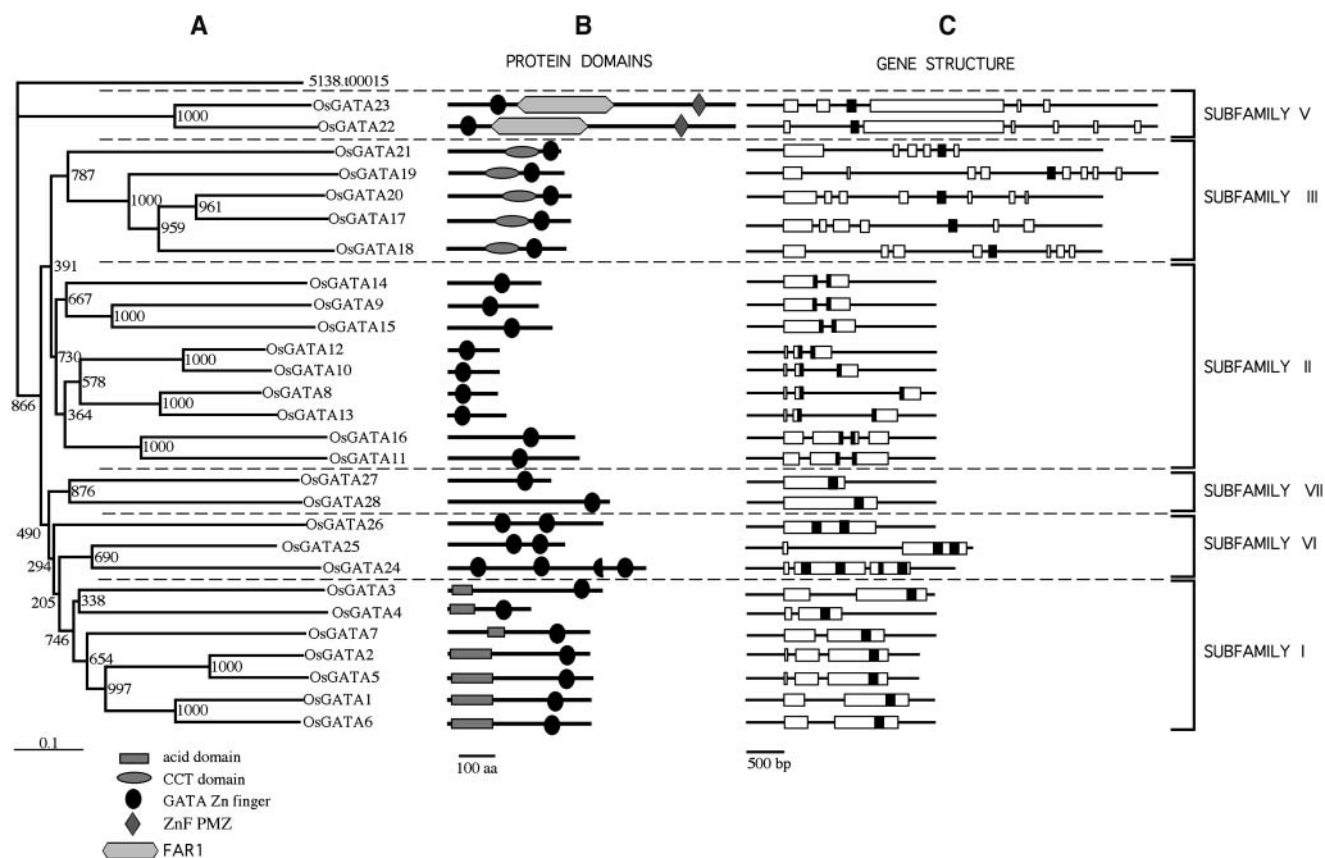 A B C
PROTEIN DOMAINS GENE STRUCTURE
5138.t00015
OsGATA23
1000
OsGATA22
SUBFAMILY V
OsGATA21
787
OsGATA19
1000
OsGATA20
961
OsGATA17
959
OsGATA18
SUBFAMILY III
391
OsGATA14
667
OsGATA9
1000
OsGATA15
730
OsGATA12
1000
OsGATA10
578
OsGATA8
1000
OsGATA13
364
866
OsGATA16
1000
OsGATA11
SUBFAMILY II
OsGATA27
876
OsGATA28
SUBFAMILY VII
490
OsGATA26
OsGATA25
690
294
OsGATA24
SUBFAMILY VI
205
OsGATA3
338
OsGATA4
746
OsGATA7
654
OsGATA2
1000
OsGATA5
997
OsGATA1
1000
OsGATA6
SUBFAMILY I
0.1
100 aa
500 bp
acid domain
CCT domain
GATA Zn finger
ZnF PMZ
FAR1